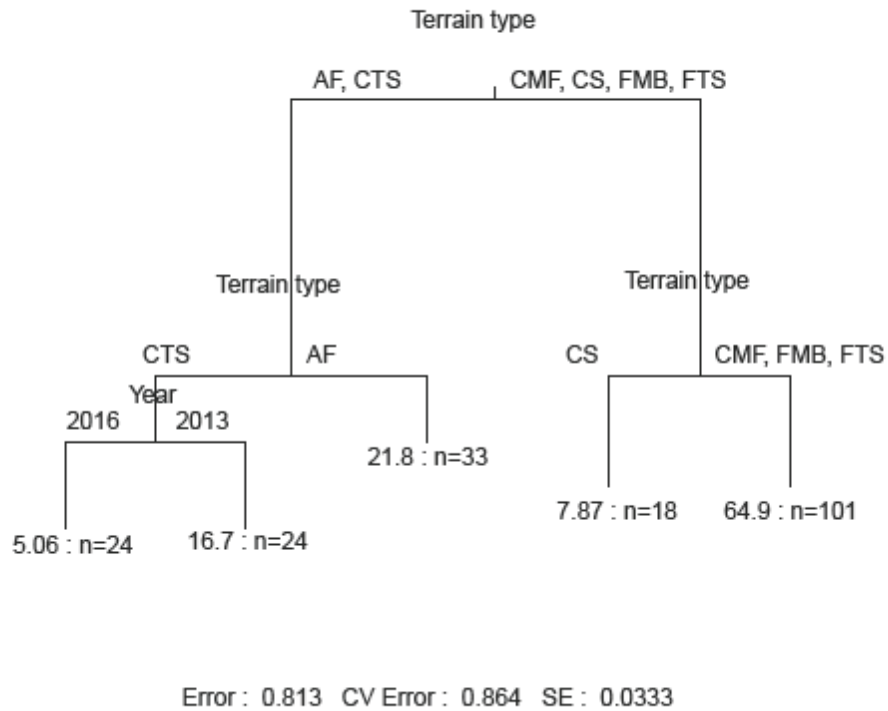 Terrain type
AF, CTS CMF, CS, FMB, FTS
Terrain type Terrain type
CTS AF CS CMF, FMB, FTS
Year
2016 2013
21.8 : n=33
7.87 : n=18 64.9 : n=101
5.06 : n=24 16.7 : n=24
Error : 0.813 CV Error : 0.864 SE : 0.0333